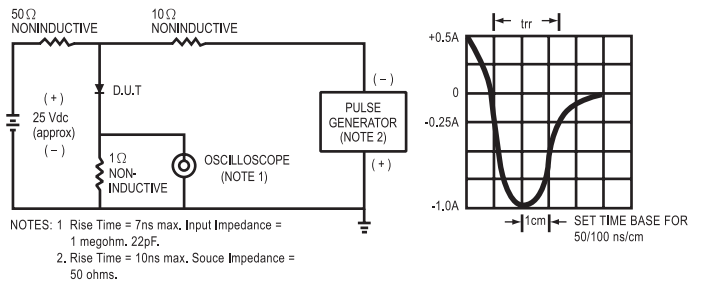 50Ω
NONINDUCTIVE
10Ω
NONINDUCTIVE
(+)
25 Vdc
(approx)
(−)
D.U.T
1Ω
NON-
INDUCTIVE
OSCILLOSCOPE
(NOTE 1)
(−)
PULSE
GENERATOR
(NOTE 2)
(+)
NOTES: 1 Rise Time = 7ns max. Input Impedance =
1 megohm. 22pF.
2. Rise Time = 10ns max. Souce Impedance =
50 ohms.
trr
+0.5A
0
-0.25A
-1.0A
1cm
SET TIME BASE FOR
50/100 ns/cm